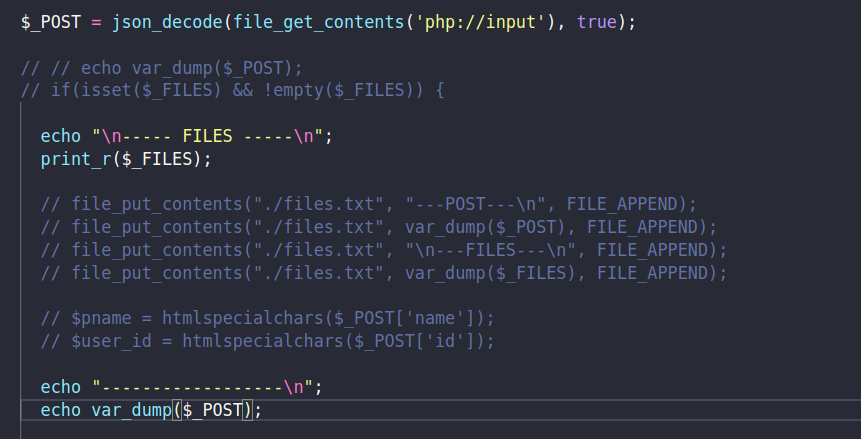 $_POST = json_decode(file_get_contents('php://input'), true);
// // echo var_dump($_POST);
// if(isset($_FILES) && !empty($_FILES)) {
echo "\n----- FILES -----\n";
print_r($_FILES);
// file_put_contents("./files.txt", "---POST---\n", FILE_APPEND);
// file_put_contents("./files.txt", var_dump($_POST), FILE_APPEND);
// file_put_contents("./files.txt", "\n---FILES---\n", FILE_APPEND);
// file_put_contents("./files.txt", var_dump($_FILES), FILE_APPEND);
// $pname = htmlspecialchars($_POST['name']);
// $user_id = htmlspecialchars($_POST['id']);
echo "------------------\n";
echo var_dump($_POST);